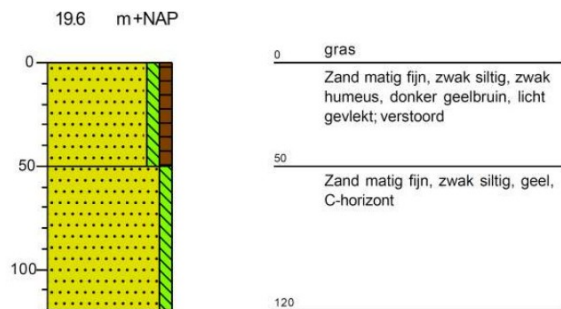 19.6 m+NAP
0
50
100
0 gras
Zand matig fijn, zwak siltig, zwak
humeus, donker geelbruin, licht
gevlekt; verstoord
50
Zand matig fijn, zwak siltig, geel,
C-horizont
120